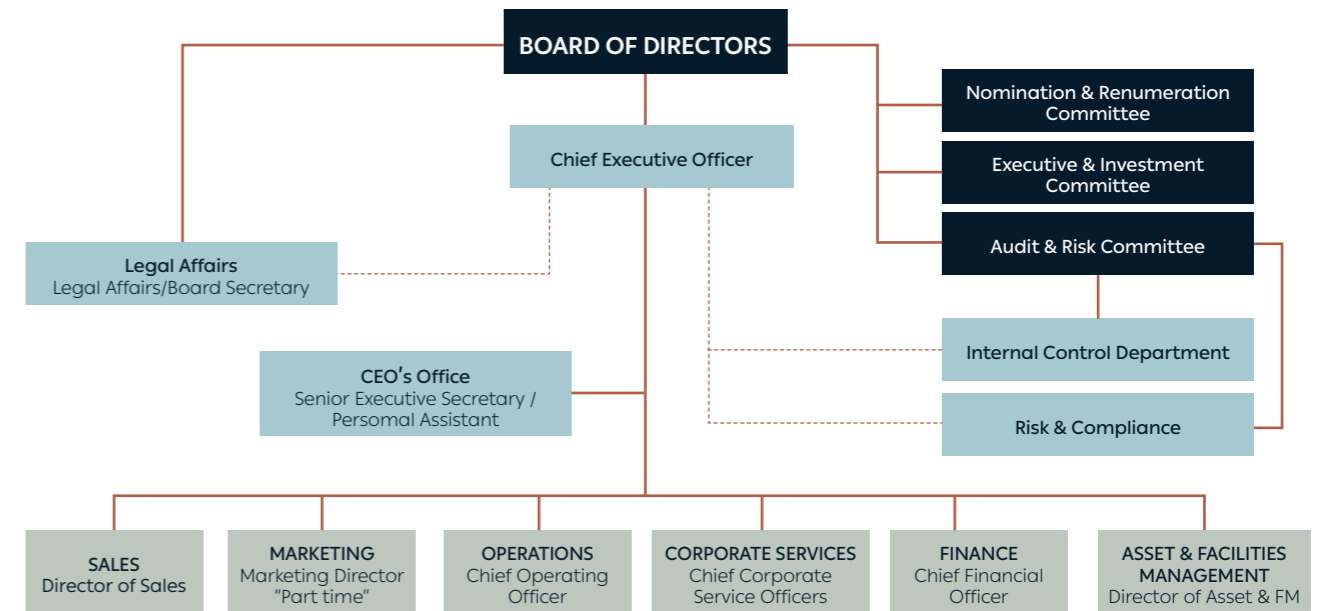 BOARD OF DIRECTORS
Nomination & Renumeration
Committee
Chief Executive Officer
Executive & Investment
Committee
Audit & Risk Committee
Legal Affairs
Legal Affairs/Board Secretary
Internal Control Department
CEO's Office
Senior Executive Secretary /
Persomal Assistant
Risk & Compliance
SALES
Director of Sales
MARKETING
Marketing Director
"Part time"
OPERATIONS
Chief Operating
Officer
CORPORATE SERVICES
Chief Corporate
Service Officers
FINANCE
Chief Financial
Officer
ASSET & FACILITIES
MANAGEMENT
Director of Asset & FM